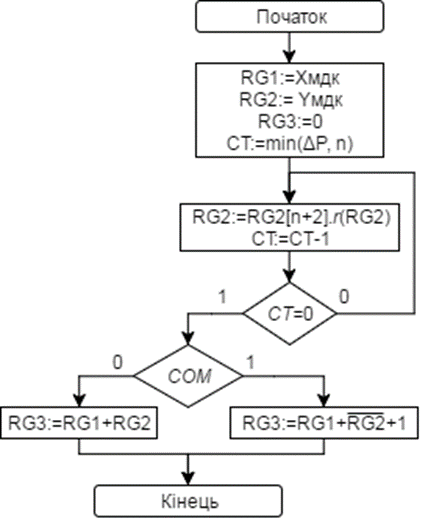 Початок
RG1:=Xмдк
RG2:= Yмдк
RG3:=0
CT:=min(ΔP, n)
RG2:=RG2[n+2].r(RG2)
CT:=CT-1
1
CT=0
0
0
COM
1
RG3:=RG1+RG2
RG3:=RG1+R̅G̅2̅+1
Кінець